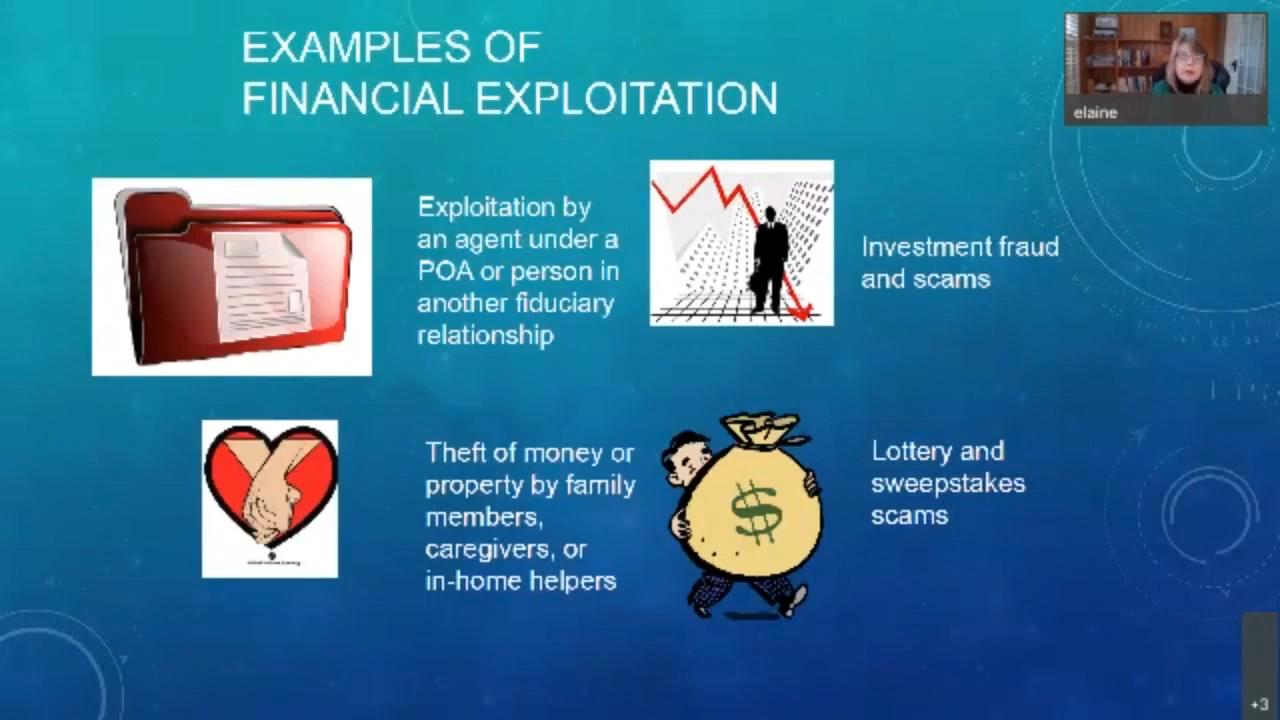 EXAMPLES OF
FINANCIAL EXPLOITATION
elaine
Exploitation by
an agent under a
POA or person in
another fiduciary
relationship
Investment fraud
and scams
Theft of money or
property by family
members,
caregivers, or
in-home helpers
$
Lottery and
sweepstakes
scams
+3